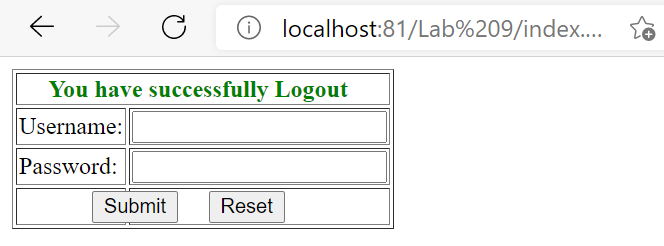 localhost:81/Lab%209/index....
You have successfully Logout
Username:
Password:
Submit Reset